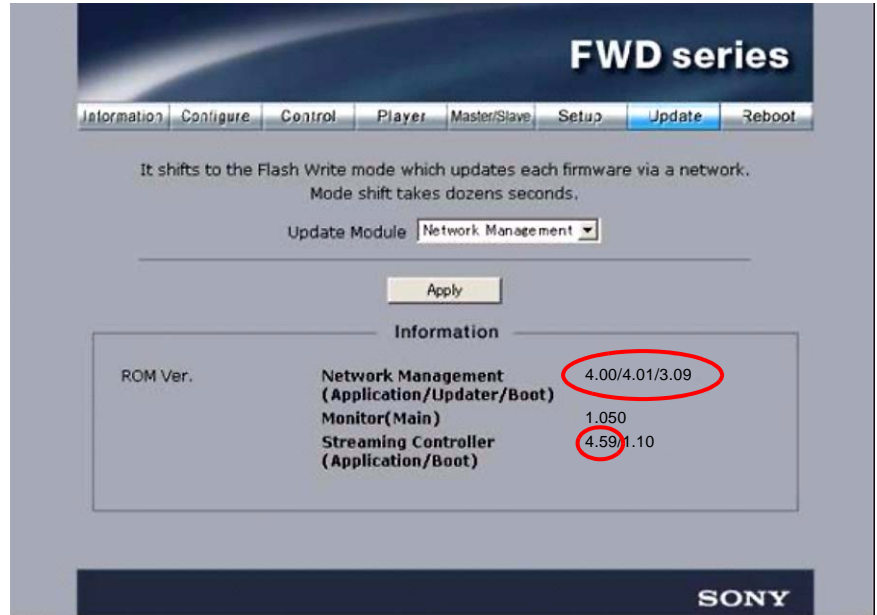 FWD series
Information Configure Control Player Master/Slave Setup Update Reboot
It shifts to the Flash Write mode which updates each firmware via a network.
Mode shift takes dozens seconds.
Update Module Network Management
Apply
Information
ROM Ver. Network Management 4.00/4.01/3.09
(Application/Updater/Boot)
Monitor(Main) 1.050
Streaming Controller 4.59/1.10
(Application/Boot)
SONY